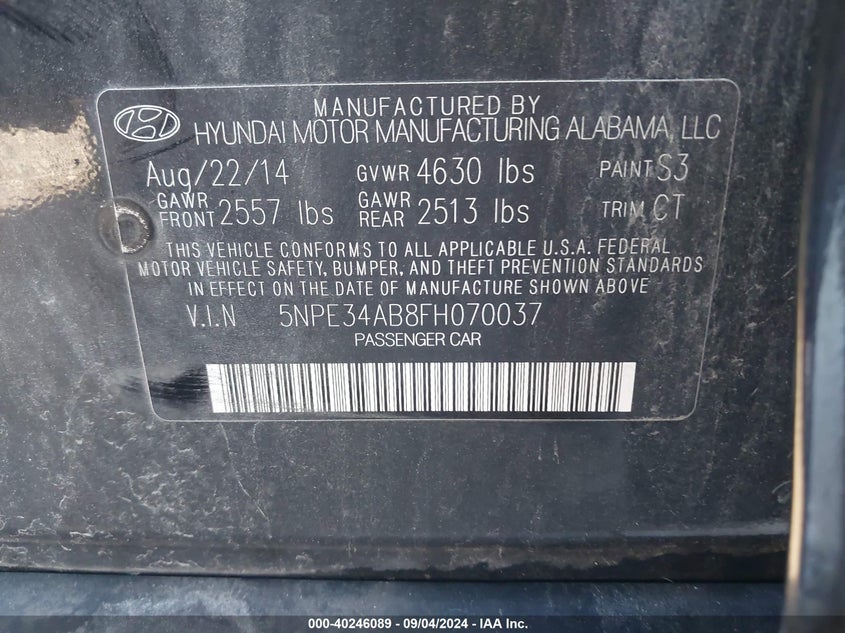 MANUFACTURED BY
HYUNDAI MOTOR MANUFACTURING ALABAMA, LLC
Aug/22/14 GVWR 4630 lbs PAINT S3
GAWR FRONT 2557 lbs GAWR REAR 2513 lbs TRIM CT
THIS VEHICLE CONFORMS TO ALL APPLICABLE U.S.A. FEDERAL
MOTOR VEHICLE SAFETY, BUMPER, AND THEFT PREVENTION STANDARDS
IN EFFECT ON THE DATE OF MANUFACTURE SHOWN ABOVE.
V.I.N 5NPE34AB8FH070037
PASSENGER CAR
000-40246089 - 09/04/2024 - IAA Inc.